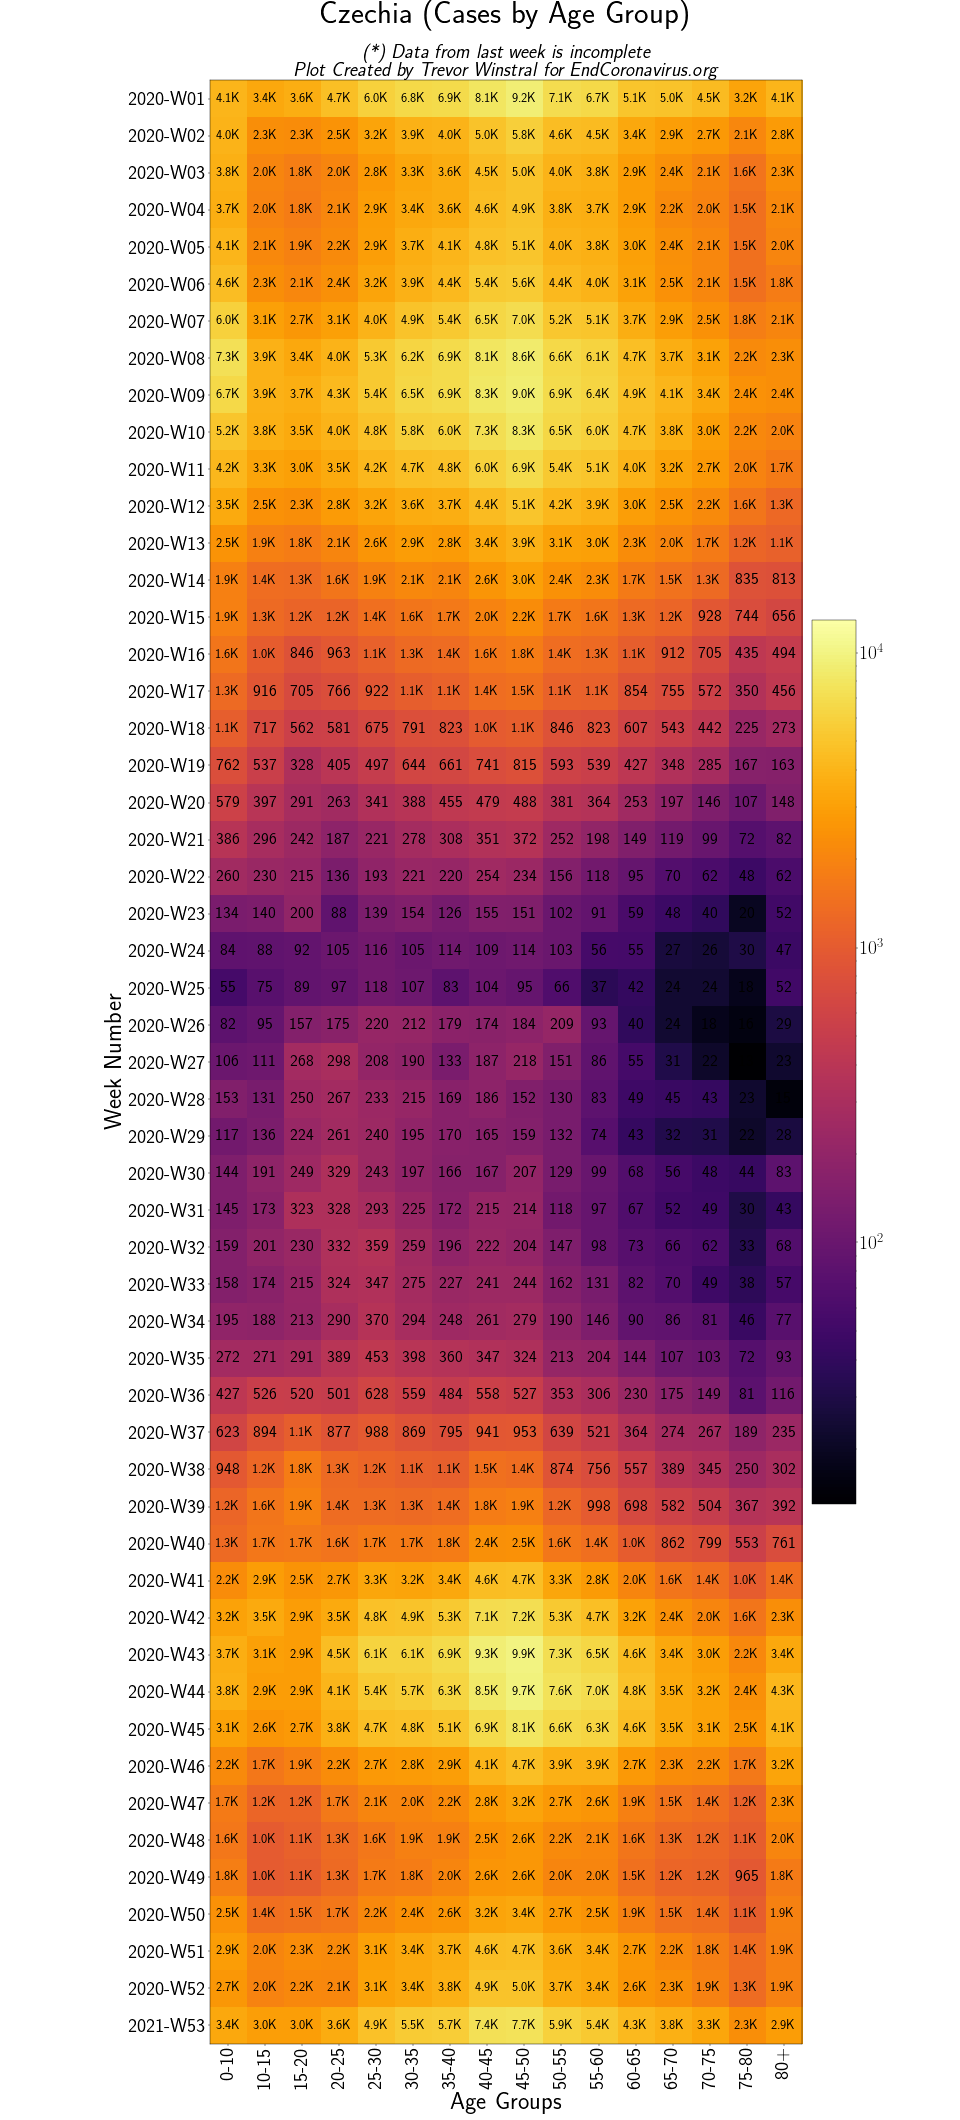 Czechia (Cases by Age Group)
(*) Data from last week is incomplete
Plot Created by Trevor Winstral for EndCoronavirus.org
2020-W01 4.1K 3.4K 3.6K 4.7K 6.0K 6.8K 6.9K 8.1K 9.2K 7.1K 6.7K 5.1K 5.0K 4.5K 3.2K 4.1K
2020-W02 4.0K 2.3K 2.3K 2.5K 3.2K 3.9K 4.0K 5.0K 5.8K 4.6K 4.5K 3.4K 2.9K 2.7K 2.1K 2.8K
2020-W03 3.8K 2.0K 1.8K 2.0K 2.8K 3.3K 3.6K 4.5K 5.0K 4.0K 3.8K 2.9K 2.4K 2.1K 1.6K 2.3K
2020-W04 3.7K 2.0K 1.8K 2.1K 2.9K 3.4K 3.6K 4.6K 4.9K 3.8K 3.7K 2.9K 2.2K 2.0K 1.5K 2.1K
2020-W05 4.1K 2.1K 1.9K 2.2K 2.9K 3.7K 4.1K 4.8K 5.1K 4.0K 3.8K 3.0K 2.4K 2.1K 1.5K 2.0K
2020-W06 4.6K 2.3K 2.1K 2.4K 3.2K 3.9K 4.4K 5.4K 5.6K 4.4K 4.0K 3.1K 2.5K 2.1K 1.5K 1.8K
2020-W07 6.0K 3.1K 2.7K 3.1K 4.0K 4.9K 5.4K 6.5K 7.0K 5.2K 5.1K 3.7K 2.9K 2.5K 1.8K 2.1K
2020-W08 7.3K 3.9K 3.4K 4.0K 5.3K 6.2K 6.9K 8.1K 8.6K 6.6K 6.1K 4.7K 3.7K 3.1K 2.2K 2.3K
2020-W09 6.7K 3.9K 3.7K 4.3K 5.4K 6.5K 6.9K 8.3K 9.0K 6.9K 6.4K 4.9K 4.1K 3.4K 2.4K 2.4K
2020-W10 5.2K 3.8K 3.5K 4.0K 4.8K 5.8K 6.0K 7.3K 8.3K 6.5K 6.0K 4.7K 3.8K 3.0K 2.2K 2.0K
2020-W11 4.2K 3.3K 3.0K 3.5K 4.2K 4.7K 4.8K 6.0K 6.9K 5.4K 5.1K 4.0K 3.2K 2.7K 2.0K 1.7K
2020-W12 3.5K 2.5K 2.3K 2.8K 3.2K 3.6K 3.7K 4.4K 5.1K 4.2K 3.9K 3.0K 2.5K 2.2K 1.6K 1.3K
2020-W13 2.5K 1.9K 1.8K 2.1K 2.6K 2.9K 2.8K 3.4K 3.9K 3.1K 3.0K 2.3K 2.0K 1.7K 1.2K 1.1K
2020-W14 1.9K 1.4K 1.3K 1.6K 1.9K 2.1K 2.1K 2.6K 3.0K 2.4K 2.3K 1.7K 1.5K 1.3K 835 813
2020-W15 1.9K 1.3K 1.2K 1.2K 1.4K 1.6K 1.7K 2.0K 2.2K 1.7K 1.6K 1.3K 1.2K 928 744 656
2020-W16 1.6K 1.0K 846 963 1.1K 1.3K 1.4K 1.6K 1.8K 1.4K 1.3K 1.1K 912 705 435 494
2020-W17 1.3K 916 705 766 922 1.1K 1.1K 1.4K 1.5K 1.1K 1.1K 854 755 572 350 456
2020-W18 1.1K 717 562 581 675 791 823 1.0K 1.1K 846 823 607 543 442 225 273
2020-W19 762 537 328 405 497 644 661 741 815 593 539 427 348 285 167 163
2020-W20 579 397 291 263 341 388 455 479 488 381 364 253 197 146 107 148
2020-W21 386 296 242 187 221 278 308 351 372 252 198 149 119 99 72 82
2020-W22 260 230 215 136 193 221 220 254 234 156 118 95 70 62 48 62
2020-W23 134 140 200 88 139 154 126 155 151 102 91 59 48 40 20 52
2020-W24 84 88 92 105 116 105 114 109 114 103 56 55 27 26 30 47
2020-W25 55 75 89 97 118 107 83 104 95 66 37 42 24 24 18 52
2020-W26 82 95 157 175 220 212 179 174 184 209 93 40 24 29
2020-W27 106 111 268 298 208 190 133 187 218 151 86 55 31 22 23
2020-W28 153 131 250 267 233 215 169 186 152 130 83 49 45 43 23
2020-W29 117 136 224 261 240 195 170 165 159 132 74 43 32 31 22 28
2020-W30 144 191 249 329 243 197 166 167 207 129 99 68 56 48 44 83
2020-W31 145 173 323 328 293 225 172 215 214 118 97 67 52 49 30 43
2020-W32 159 201 230 332 359 259 196 222 204 147 98 73 66 62 33 68
2020-W33 158 174 215 324 347 275 227 241 244 162 131 82 70 49 38 57
2020-W34 195 188 213 290 370 294 248 261 279 190 146 90 86 81 46 77
2020-W35 272 271 291 389 453 398 360 347 324 213 204 144 107 103 72 93
2020-W36 427 526 520 501 628 559 484 558 527 353 306 230 175 149 81 116
2020-W37 623 894 1.1K 877 988 869 795 941 953 639 521 364 274 267 189 235
2020-W38 948 1.2K 1.8K 1.3K 1.2K 1.1K 1.1K 1.5K 1.4K 874 756 557 389 345 250 302
2020-W39 1.2K 1.6K 1.9K 1.4K 1.3K 1.3K 1.4K 1.8K 1.9K 1.2K 998 698 582 504 367 392
2020-W40 1.3K 1.7K 1.7K 1.6K 1.7K 1.7K 1.8K 2.4K 2.5K 1.6K 1.4K 1.0K 862 799 553 761
2020-W41 2.2K 2.9K 2.5K 2.7K 3.3K 3.2K 3.4K 4.6K 4.7K 3.3K 2.8K 2.0K 1.6K 1.4K 1.0K 1.4K
2020-W42 3.2K 3.5K 2.9K 3.5K 4.8K 4.9K 5.3K 7.1K 7.2K 5.3K 4.7K 3.2K 2.4K 2.0K 1.6K 2.3K
2020-W43 3.7K 3.1K 2.9K 4.5K 6.1K 6.1K 6.9K 9.3K 9.9K 7.3K 6.5K 4.6K 3.4K 3.0K 2.2K 3.4K
2020-W44 3.8K 2.9K 2.9K 4.1K 5.4K 5.7K 6.3K 8.5K 9.7K 7.6K 7.0K 4.8K 3.5K 3.2K 2.4K 4.3K
2020-W45 3.1K 2.6K 2.7K 3.8K 4.7K 4.8K 5.1K 6.9K 8.1K 6.6K 6.3K 4.6K 3.5K 3.1K 2.5K 4.1K
2020-W46 2.2K 1.7K 1.9K 2.2K 2.7K 2.8K 2.9K 4.1K 4.7K 3.9K 3.9K 2.7K 2.3K 2.2K 1.7K 3.2K
2020-W47 1.7K 1.2K 1.2K 1.7K 2.1K 2.0K 2.2K 2.8K 3.2K 2.7K 2.6K 1.9K 1.5K 1.4K 1.2K 2.3K
2020-W48 1.6K 1.0K 1.1K 1.3K 1.6K 1.9K 1.9K 2.5K 2.6K 2.2K 2.1K 1.6K 1.3K 1.2K 1.1K 2.0K
2020-W49 1.8K 1.0K 1.1K 1.3K 1.7K 1.8K 2.0K 2.6K 2.6K 2.0K 2.0K 1.5K 1.2K 1.2K 965 1.8K
2020-W50 2.5K 1.4K 1.5K 1.7K 2.2K 2.4K 2.6K 3.2K 3.4K 2.7K 2.5K 1.9K 1.5K 1.4K 1.1K 1.9K
2020-W51 2.9K 2.0K 2.3K 2.2K 3.1K 3.4K 3.7K 4.6K 4.7K 3.6K 3.4K 2.7K 2.2K 1.8K 1.4K 1.9K
2020-W52 2.7K 2.0K 2.2K 2.1K 3.1K 3.4K 3.8K 4.9K 5.0K 3.7K 3.4K 2.6K 2.3K 1.9K 1.3K 1.9K
2021-W53 3.4K 3.0K 3.0K 3.6K 4.9K 5.5K 5.7K 7.4K 7.7K 5.9K 5.4K 4.3K 3.8K 3.3K 2.3K 2.9K
0-10 10-15 15-20 20-25 25-30 30-35 35-40 40-45 45-50 50-55 55-60 60-65 65-70 70-75 75-80 80+
Age Groups
Week Number
10^4
10^3
10^2